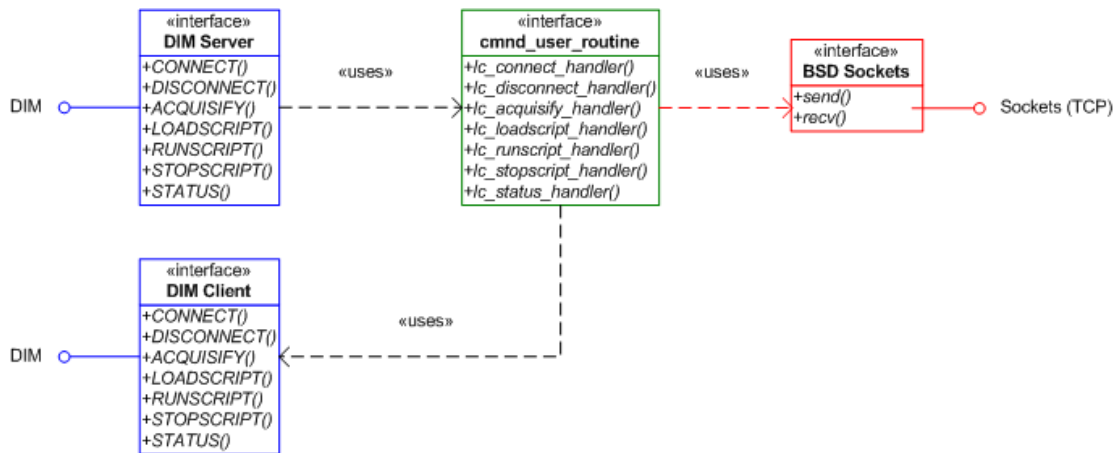 «interface»
DIM Server
+CONNECT()
+DISCONNECT()
+ACQUISIFY()
+LOADSCRIPT()
+RUNSCRIPT()
+STOPSCRIPT()
+STATUS()
DIM
«uses»
«interface»
cmnd_user_routine
+lc_connect_handler()
+lc_disconnect_handler()
+lc_acquisify_handler()
+lc_loadscript_handler()
+lc_runscript_handler()
+lc_stopscript_handler()
+lc_status_handler()
«uses»
«interface»
BSD Sockets
+send()
+recv()
Sockets (TCP)
«interface»
DIM Client
+CONNECT()
+DISCONNECT()
+ACQUISIFY()
+LOADSCRIPT()
+RUNSCRIPT()
+STOPSCRIPT()
+STATUS()
DIM
«uses»